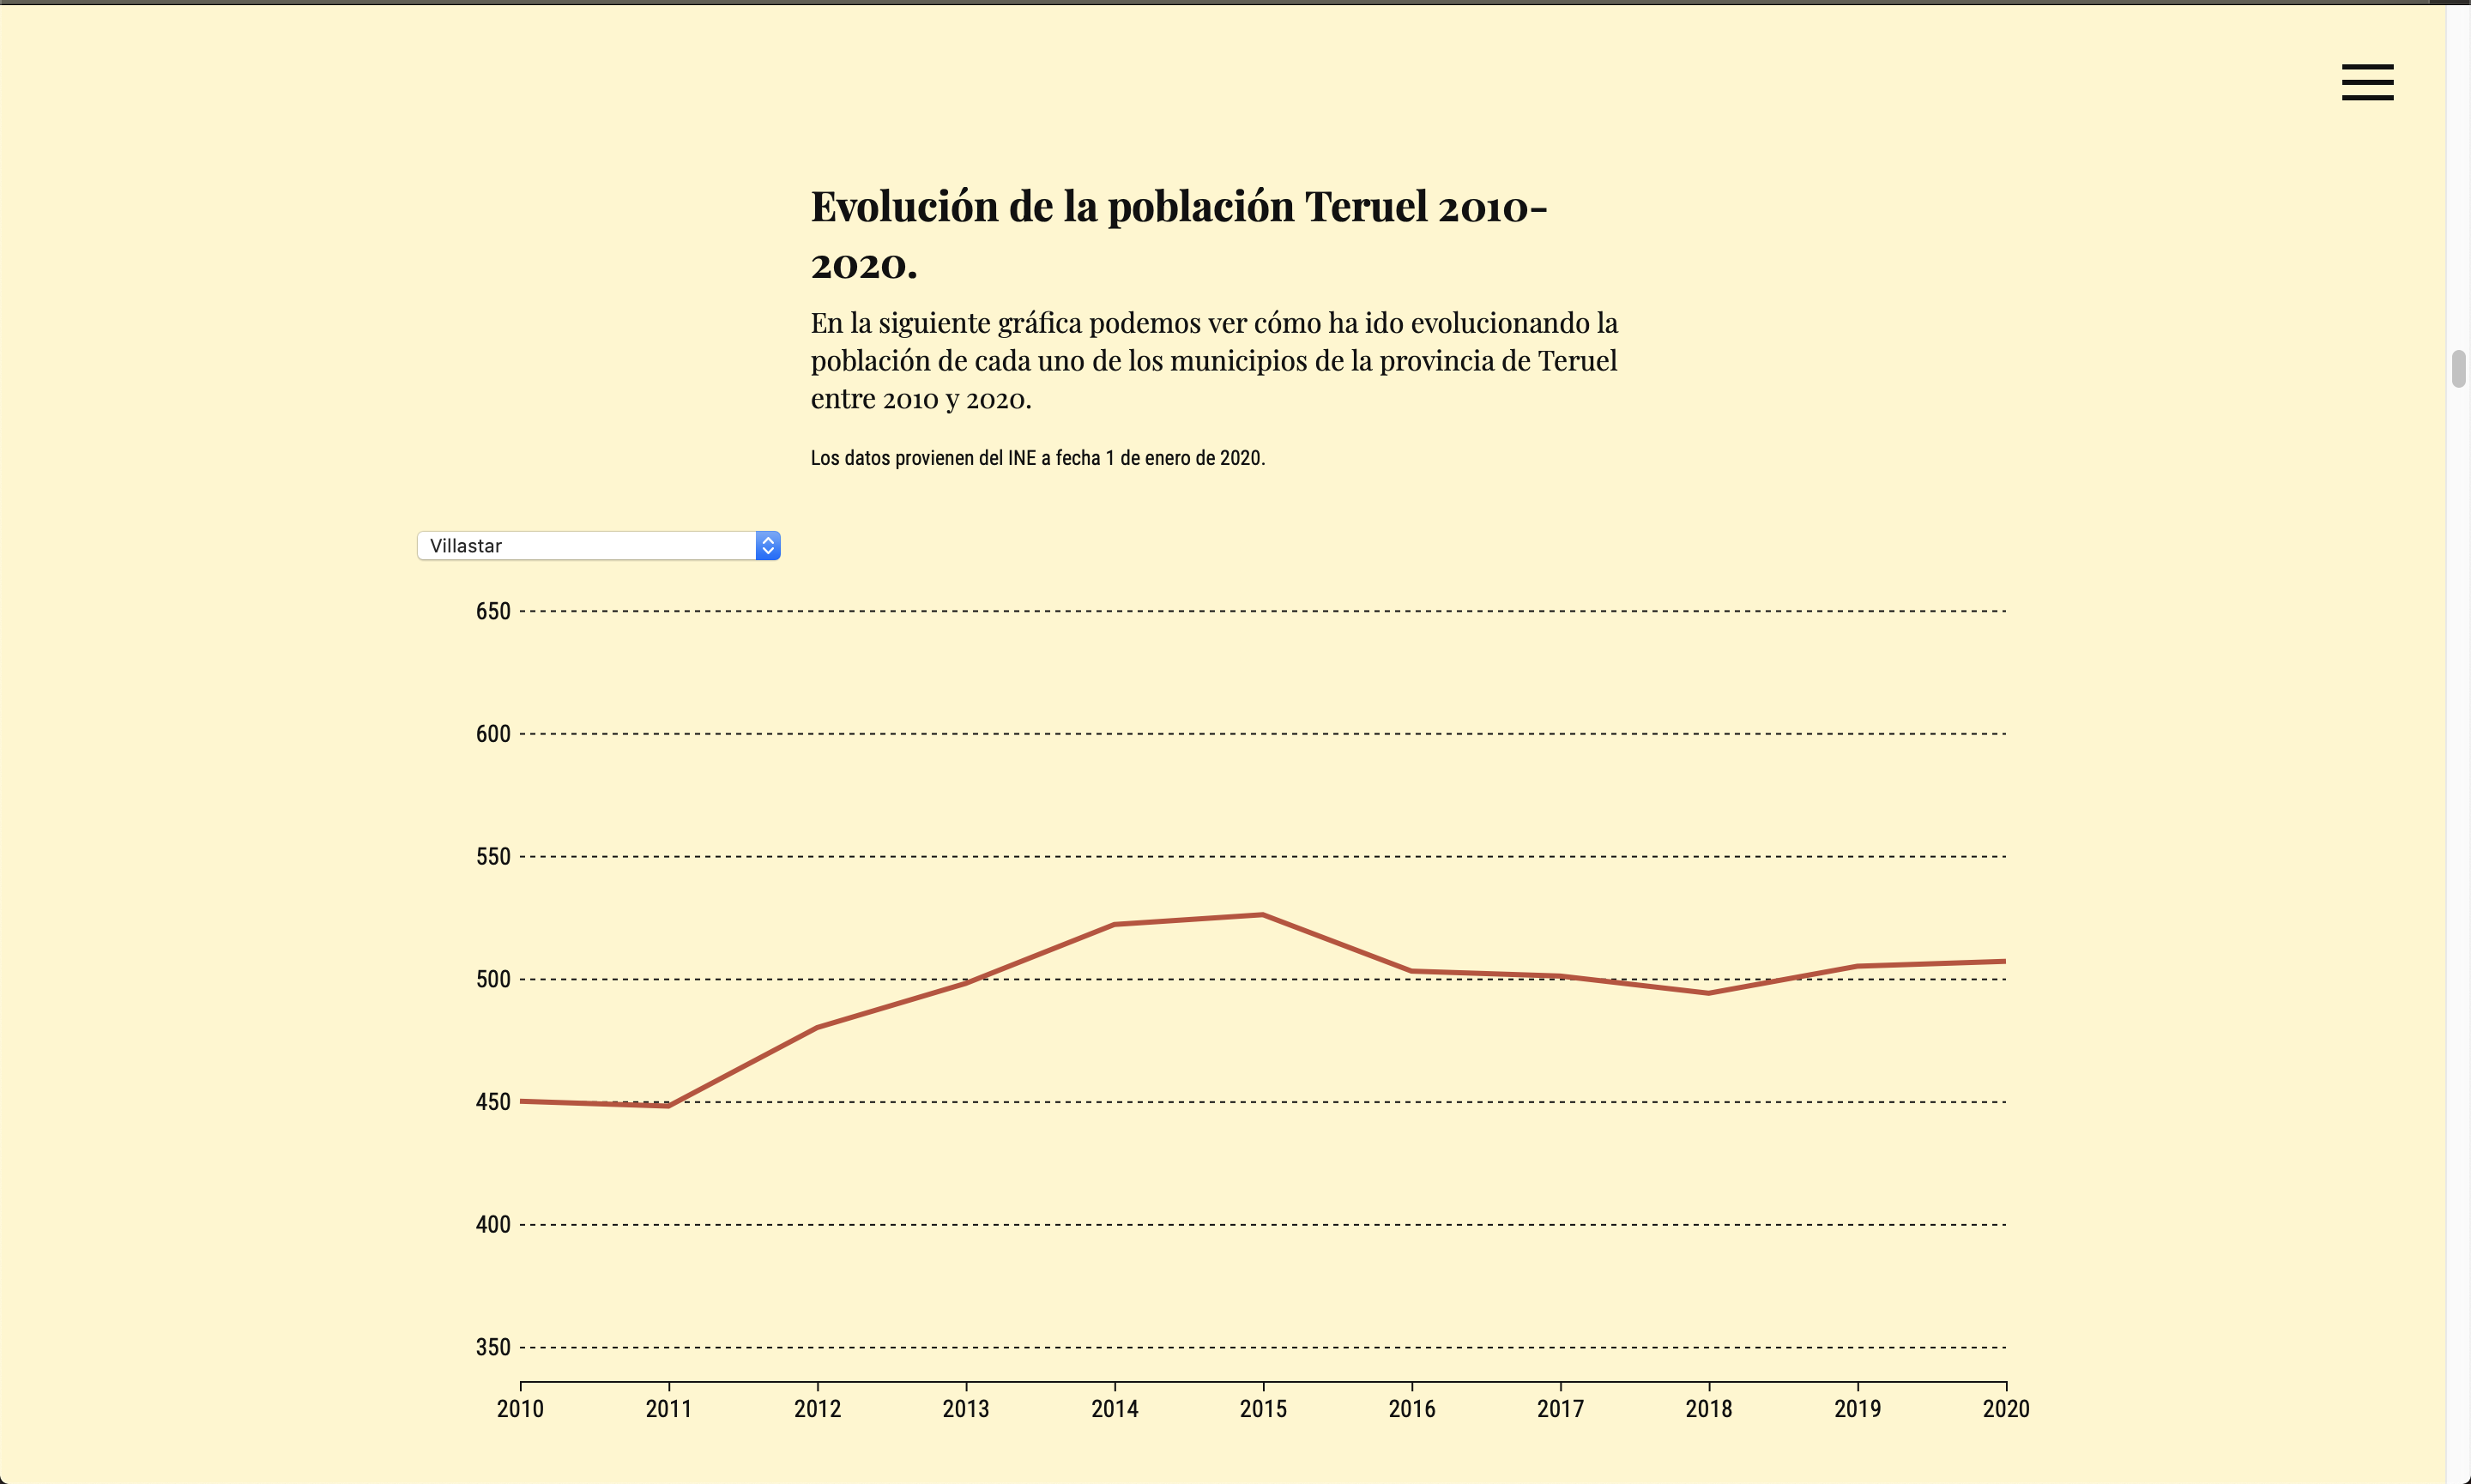 Evolución de la población Teruel 2010-
2020.
En la siguiente gráfica podemos ver cómo ha ido evolucionando la
población de cada uno de los municipios de la provincia de Teruel
entre 2010 y 2020.
Los datos provienen del INE a fecha 1 de enero de 2020.
Villastar
650
600
550
500
450
400
350
2010 2011 2012 2013 2014 2015 2016 2017 2018 2019 2020